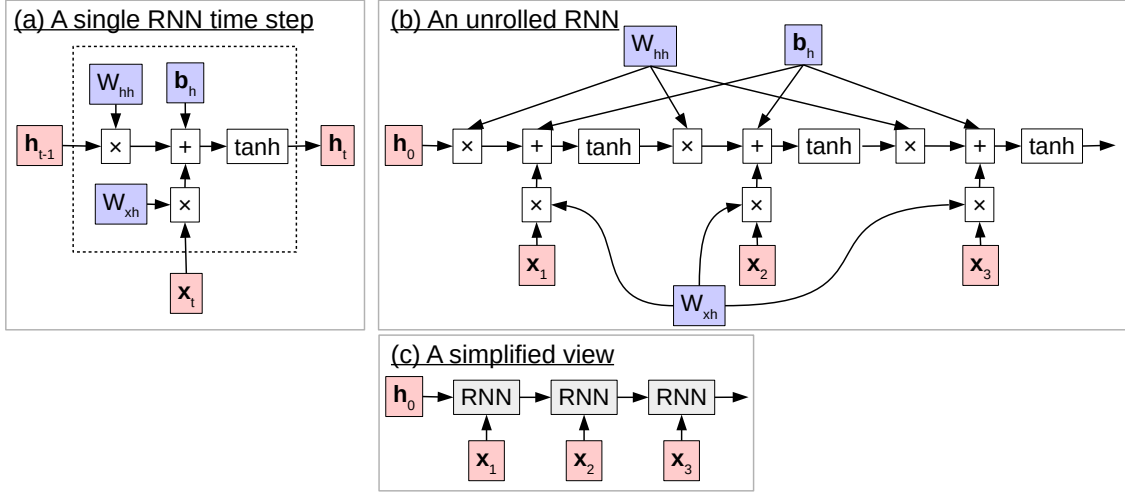 (a) A single RNN time step
W_hh b_h
h_t-1 × + tanh h_t
W_xh ×
x_t
(b) An unrolled RNN
W_hh b_h
h_0 × + tanh × + tanh × + tanh
× × ×
x_1 x_2 x_3
W_xh
(c) A simplified view
h_0 RNN RNN RNN
x_1 x_2 x_3